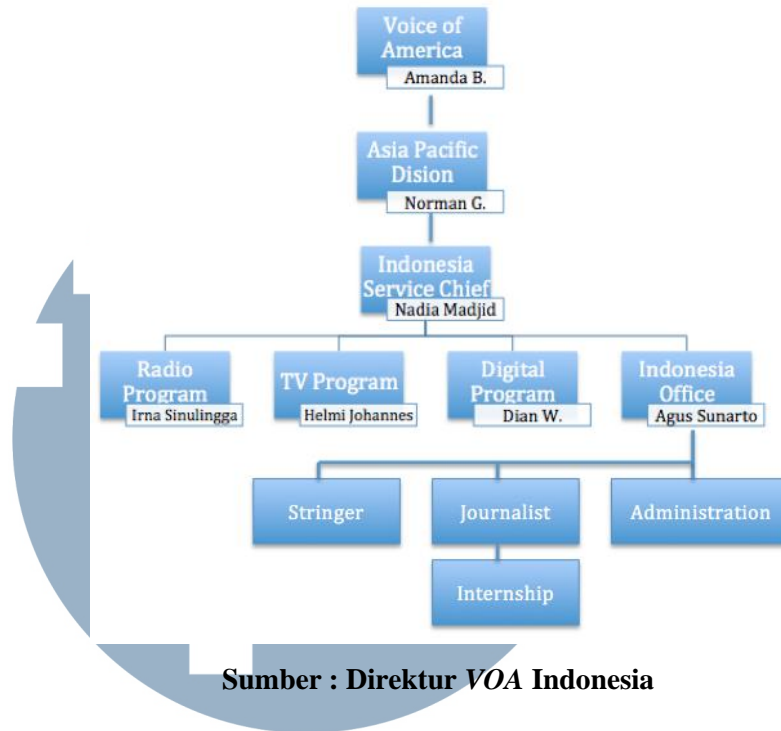 Voice of
America
Amanda B.
Asia Pacific
Dision
Norman G.
Indonesia
Service Chief
Nadia Madjid
Radio
Program
Irna Sinulingga
TV Program
Helmi Johannes
Digital
Program
Dian W.
Indonesia
Office
Agus Sunarto
Stringer
Journalist
Administration
Internship
Sumber : Direktur VOA Indonesia